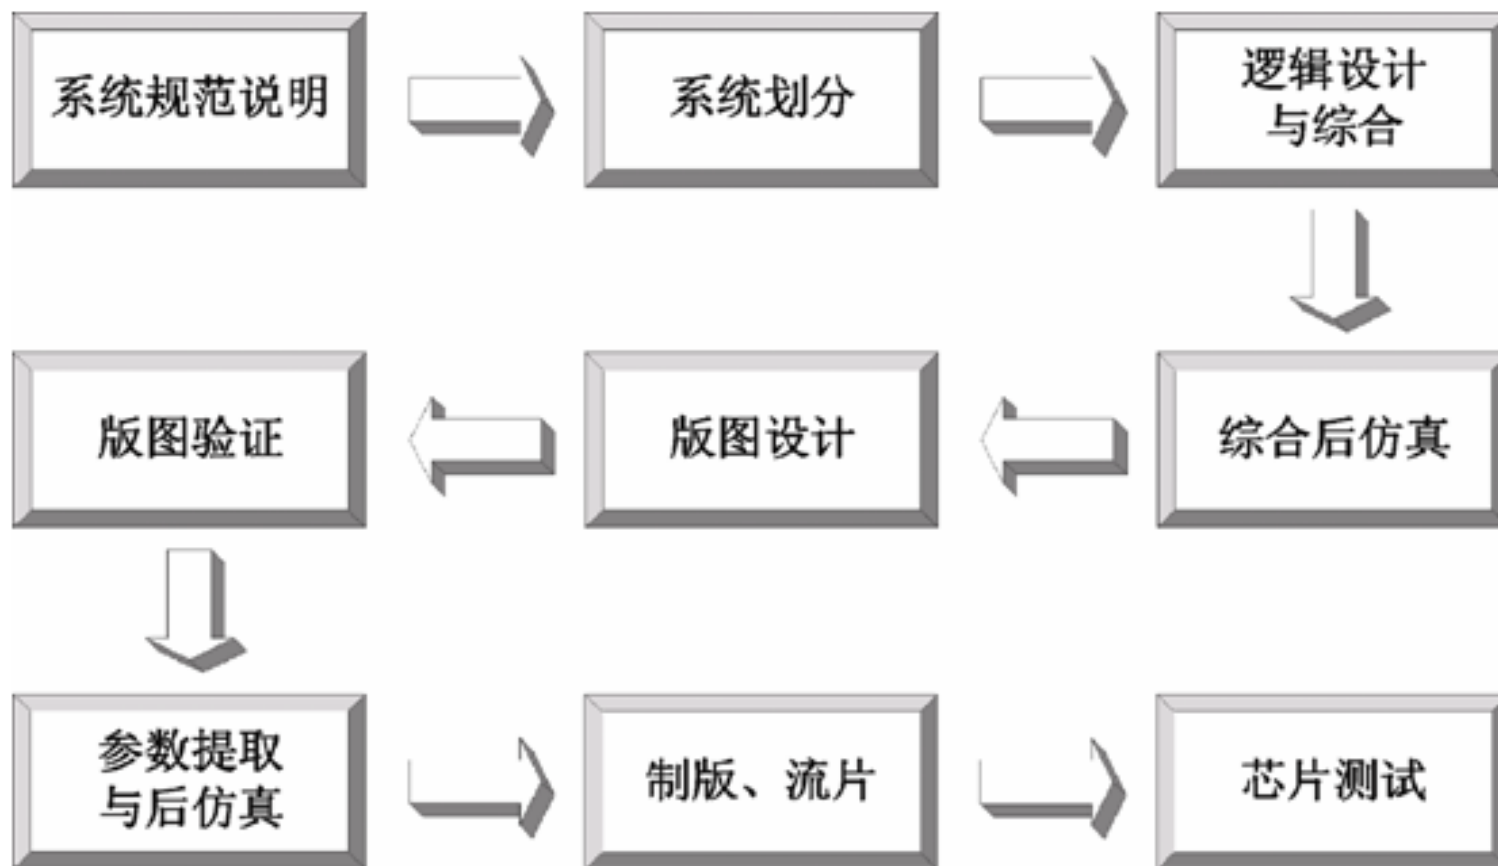 系统规范说明
系统划分
逻辑设计
与综合
综合后仿真
版图设计
版图验证
参数提取
与后仿真
制版、流片
芯片测试